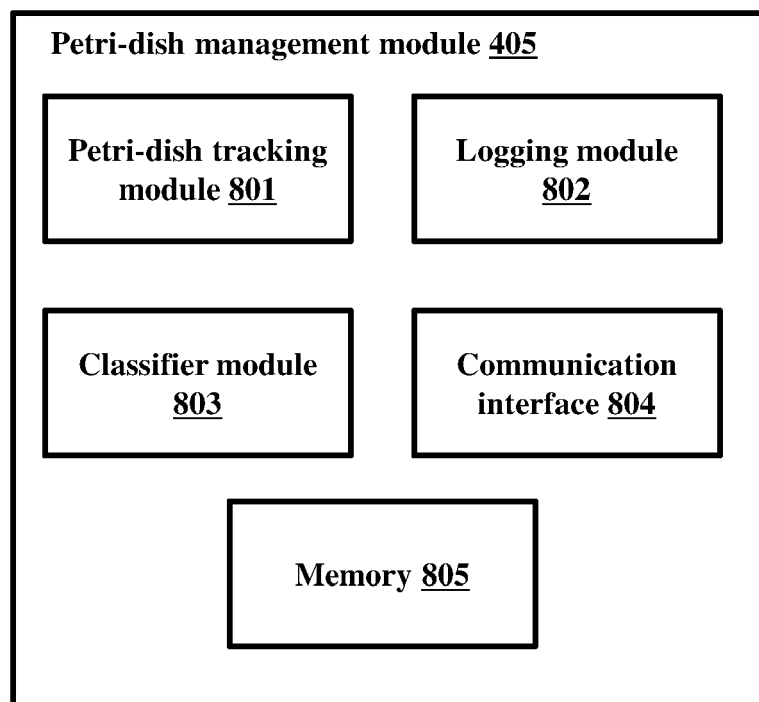 Petri-dish management module 405
Petri-dish tracking
module 801
Logging module
802
Classifier module
803
Communication
interface 804
Memory 805